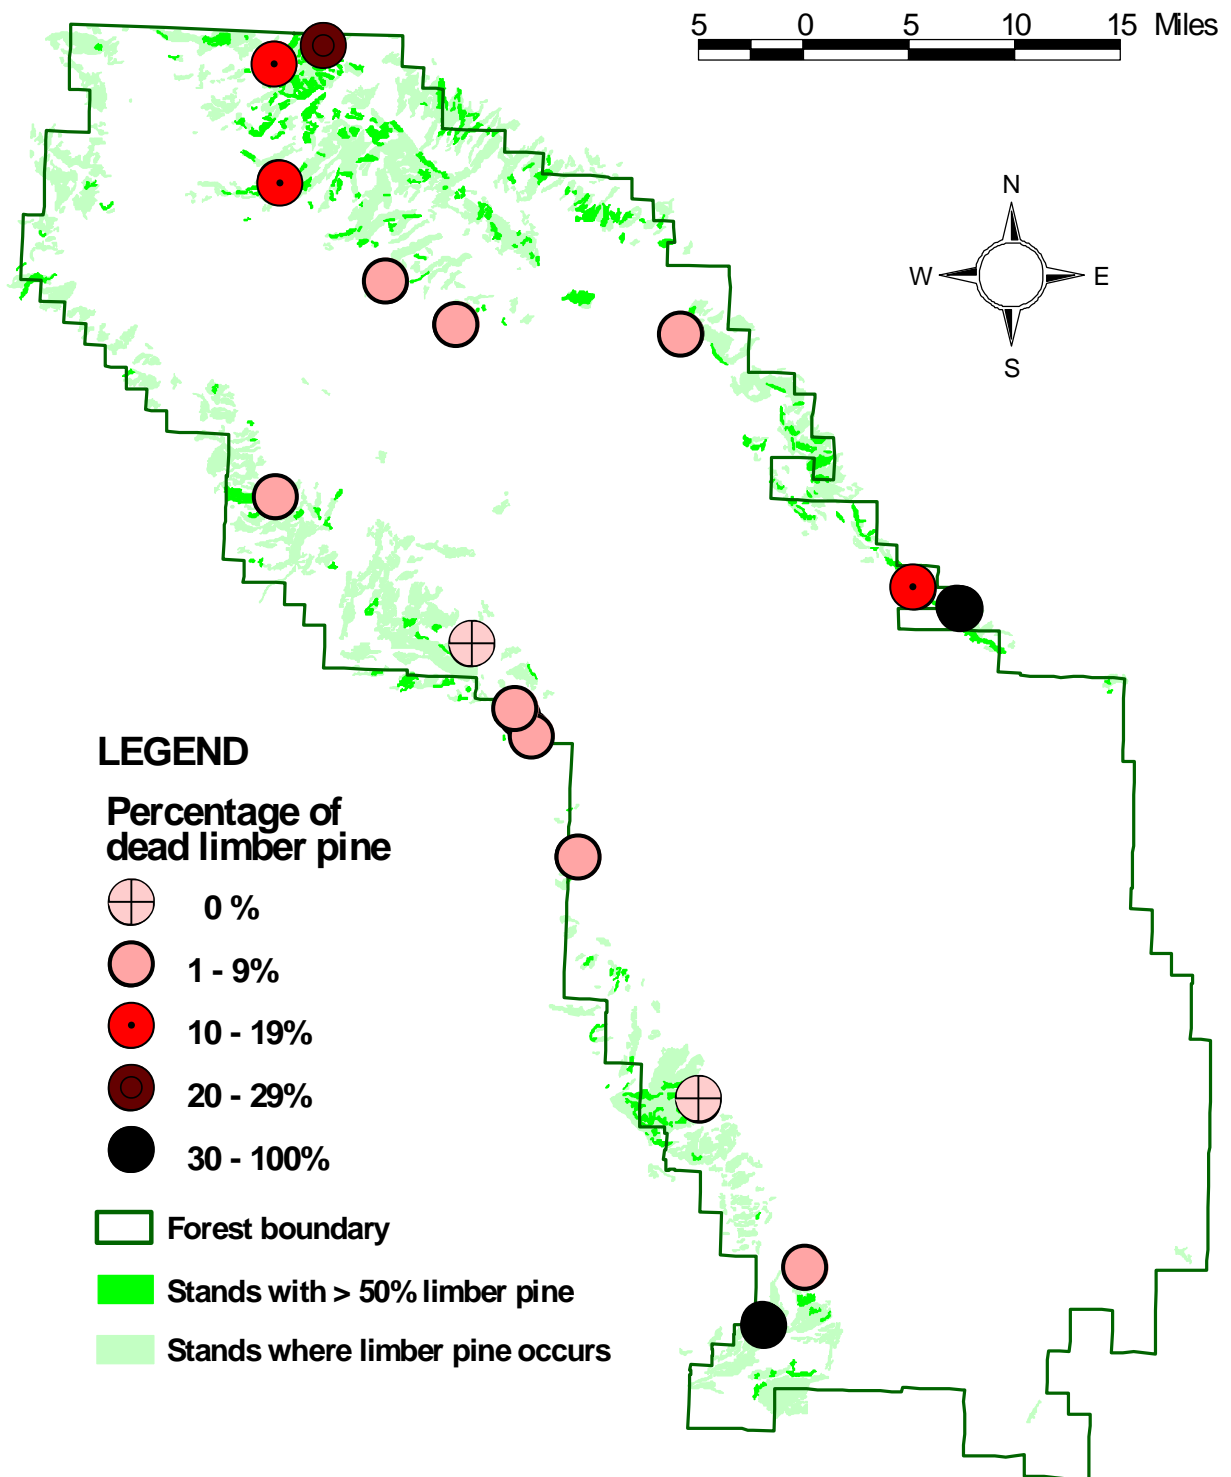 5 0 5 10 15 Miles
N
W E
S
LEGEND
Percentage of
dead limber pine
0 %
1 - 9%
10 - 19%
20 - 29%
30 - 100%
Forest boundary
Stands with > 50% limber pine
Stands where limber pine occurs